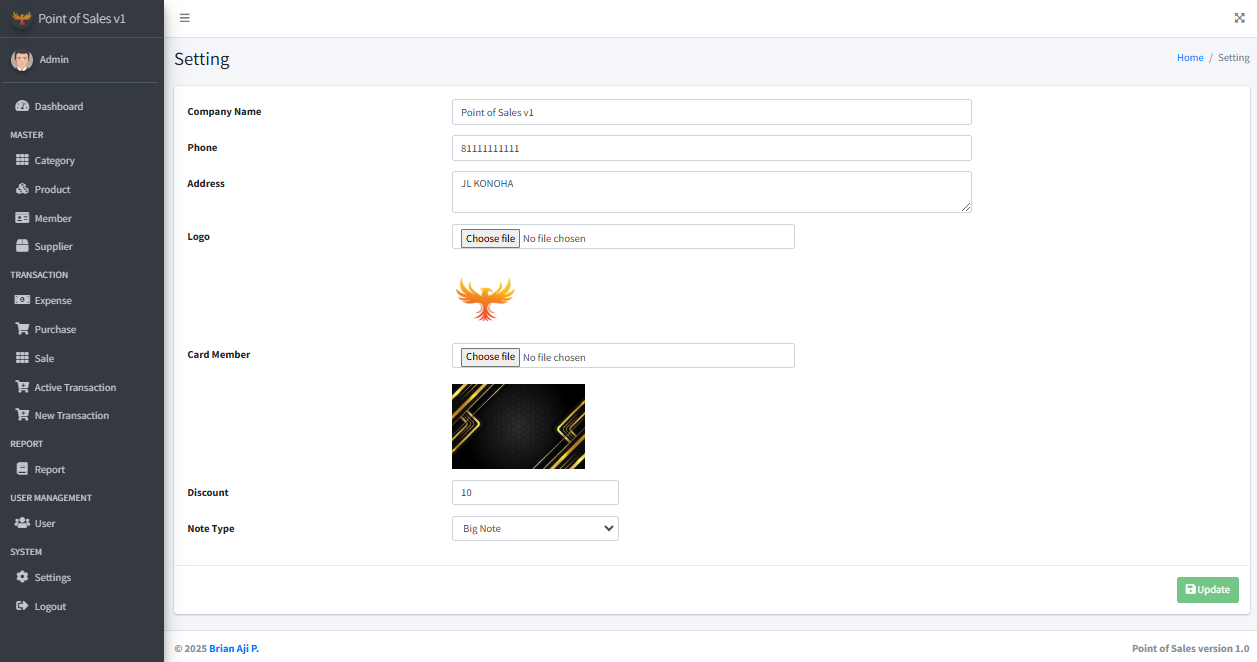 Point of Sales v1
Admin
Dashboard
MASTER
Category
Product
Member
Supplier
TRANSACTION
Expense
Purchase
Sale
Active Transaction
New Transaction
REPORT
Report
USER MANAGEMENT
User
SYSTEM
Settings
Logout
Setting
Home / Setting
Company Name
Point of Sales v1
Phone
81111111111
Address
JL KONOHA
Logo
Choose file No file chosen
Card Member
Choose file No file chosen
Discount
10
Note Type
Big Note
Update
© 2025 Brian Aji P.
Point of Sales version 1.0